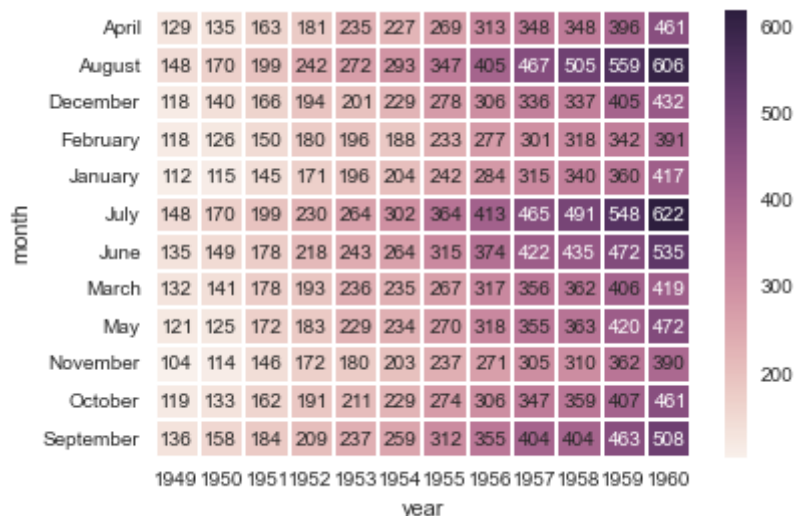 April 129 135 163 181 235 227 269 313 348 348 396 461
August 148 170 199 242 272 293 347 405 467 505 559 606
December 118 140 166 194 201 229 278 306 336 337 405 432
February 118 126 150 180 196 188 233 277 301 318 342 391
January 112 115 145 171 196 204 242 284 315 340 360 417
July 148 170 199 230 264 302 364 413 465 491 548 622
June 135 149 178 218 243 264 315 374 422 435 472 535
March 132 141 178 193 236 235 267 317 356 362 406 419
May 121 125 172 183 229 234 270 318 355 363 420 472
November 104 114 146 172 180 203 237 271 305 310 362 390
October 119 133 162 191 211 229 274 306 347 359 407 461
September 136 158 184 209 237 259 312 355 404 404 463 508
1949 1950 1951 1952 1953 1954 1955 1956 1957 1958 1959 1960
year
month
600
500
400
300
200